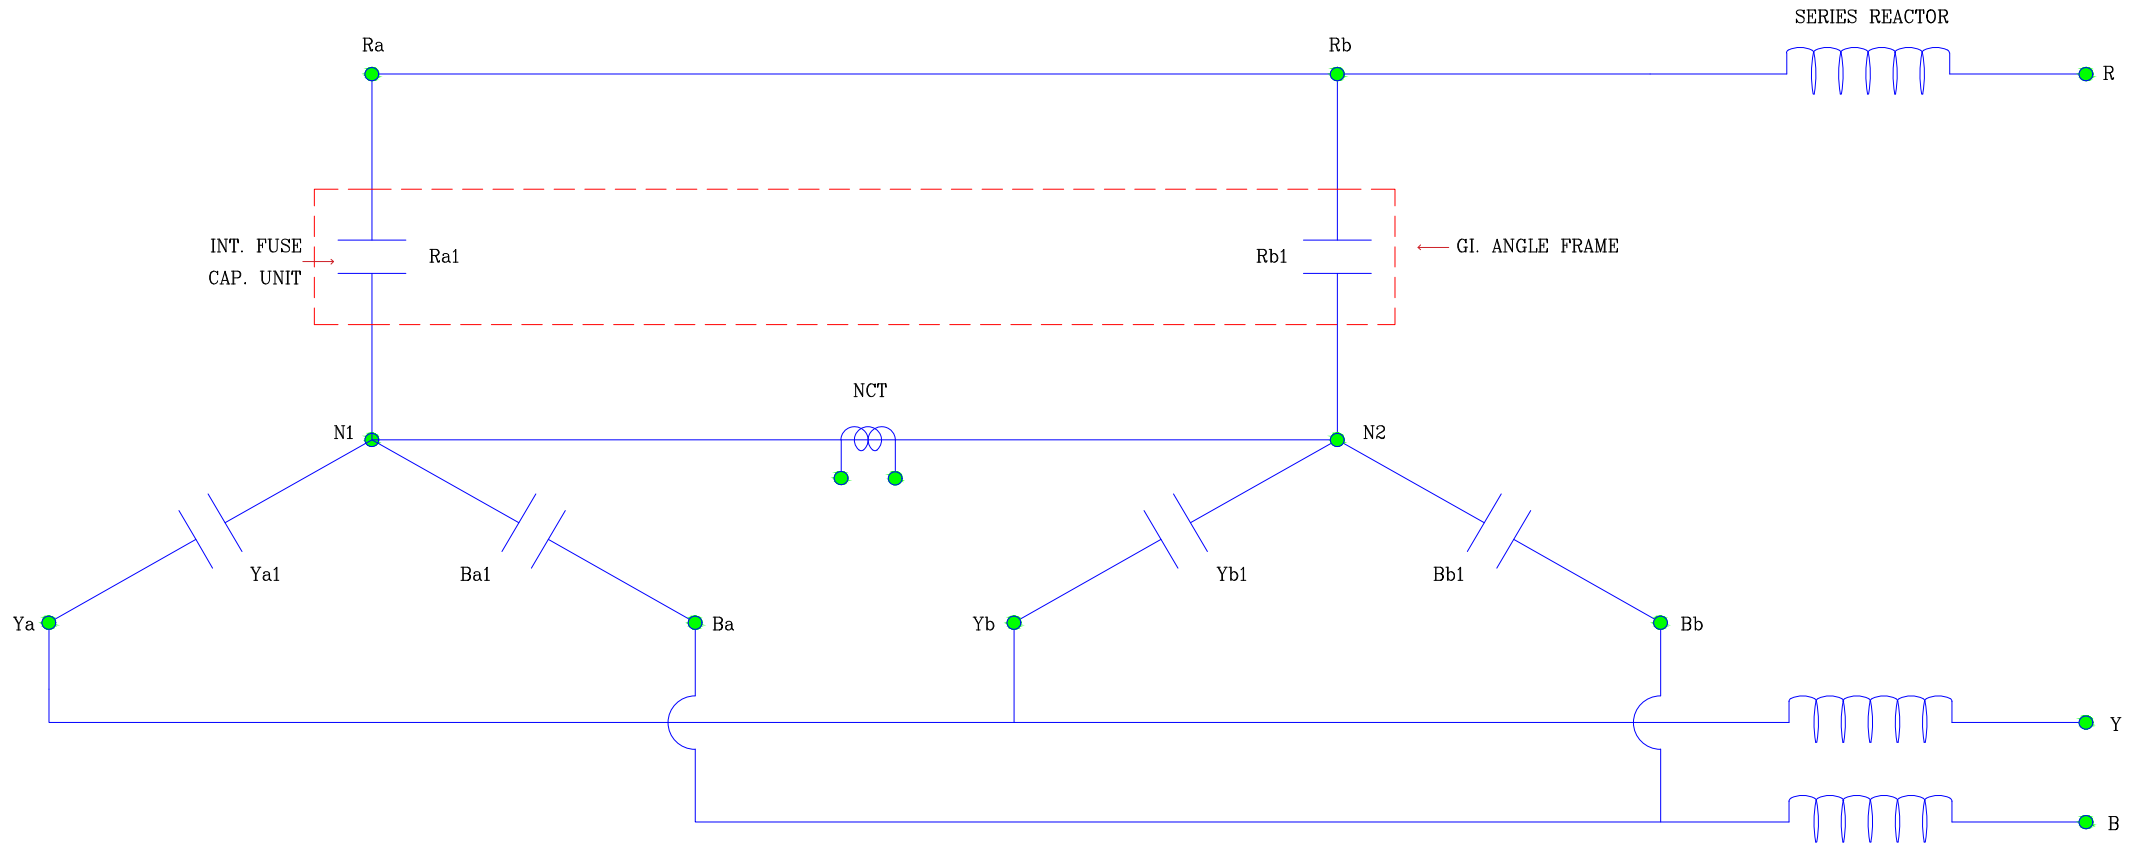 SERIES REACTOR
Ra
Rb
R
INT. FUSE
CAP. UNIT
Ra1
Rb1
GI. ANGLE FRAME
NCT
N1
N2
Ya1
Ba1
Yb1
Bb1
Ya
Ba
Yb
Bb
Y
B